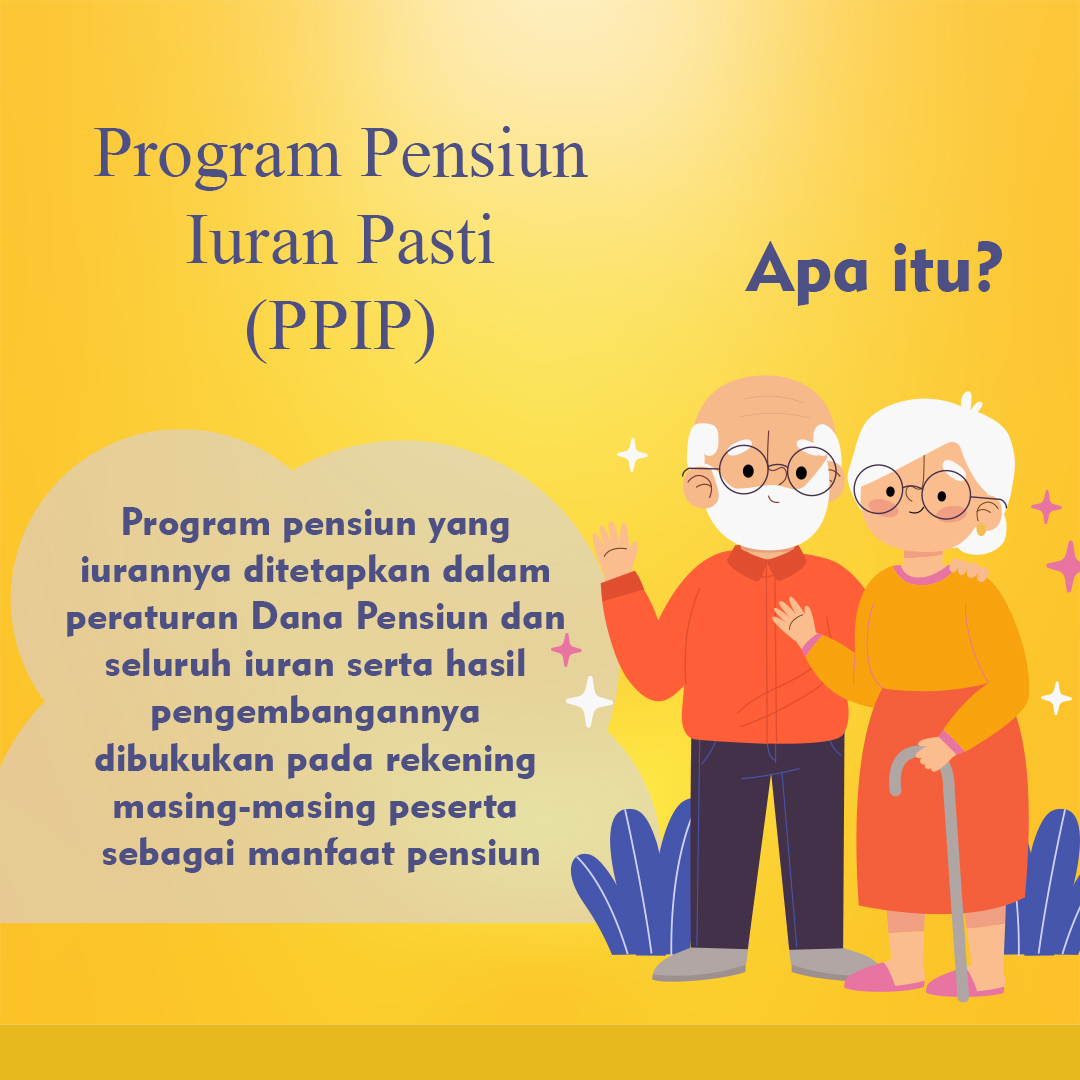 Program Pensiun
Iuran Pasti
(PPIP)
Apa itu?
Program pensiun yang
iurannya ditetapkan dalam
peraturan Dana Pensiun dan
seluruh iuran serta hasil
pengembangannya
dibukukan pada rekening
masing-masing peserta
sebagai manfaat pensiun